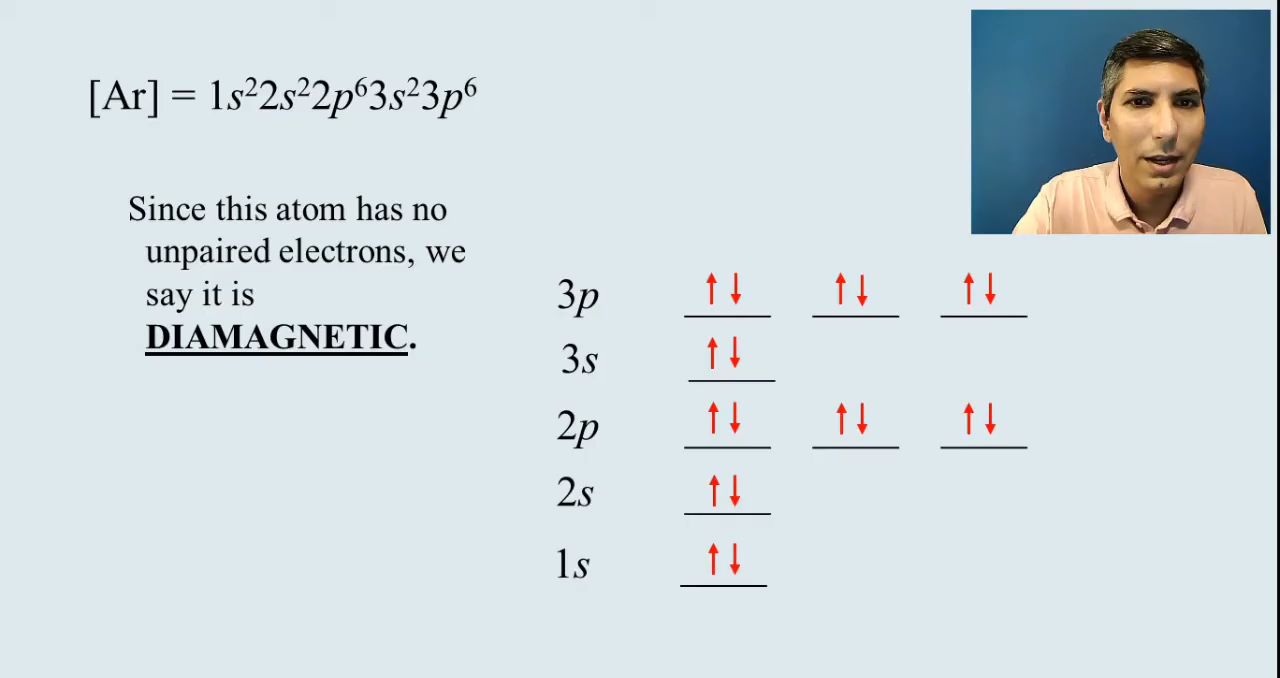 [Ar] = 1s²2s²2p⁶3s²3p⁶
Since this atom has no
unpaired electrons, we
say it is
DIAMAGNETIC.
3p ↑↓ ↑↓ ↑↓
3s ↑↓
2p ↑↓ ↑↓ ↑↓
2s ↑↓
1s ↑↓